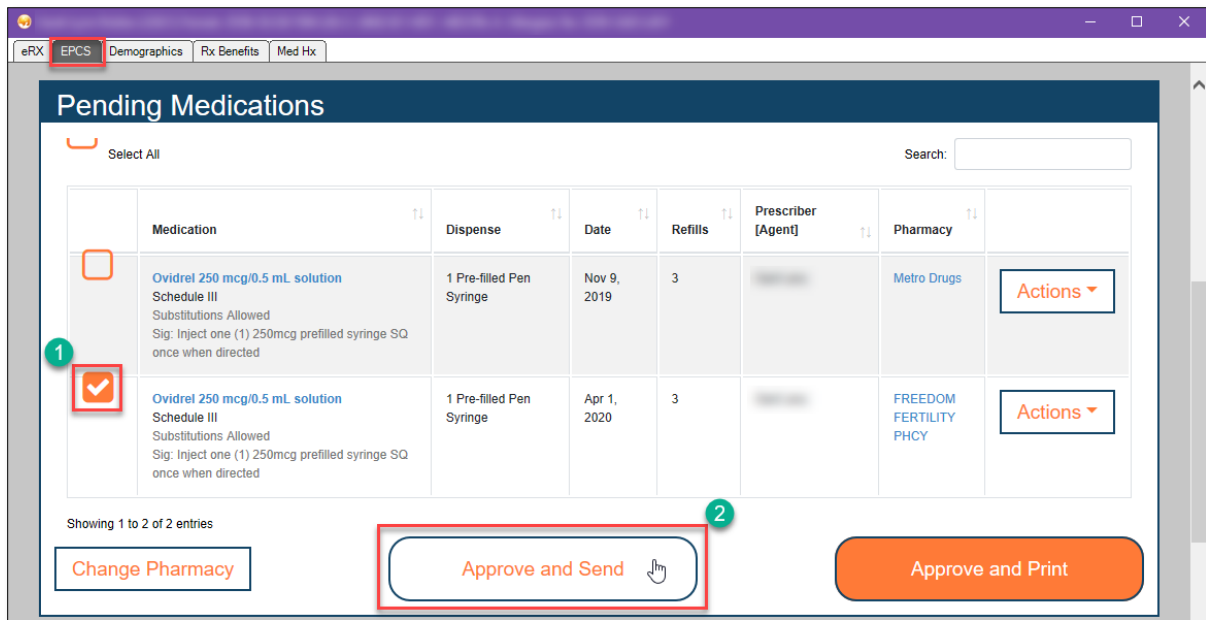 eRX EPCS Demographics Rx Benefits Med Hx
Pending Medications
Select All
Search:
Medication
Dispense
Date
Refills
Prescriber
[Agent]
Pharmacy
Ovidrel 250 mcg/0.5 mL solution
Schedule III
Substitutions Allowed
Sig: Inject one (1) 250mcg prefilled syringe SQ
once when directed
1 Pre-filled Pen
Syringe
Nov 9,
2019
3
Metro Drugs
Actions
1
Ovidrel 250 mcg/0.5 mL solution
Schedule III
Substitutions Allowed
Sig: Inject one (1) 250mcg prefilled syringe SQ
once when directed
1 Pre-filled Pen
Syringe
Apr 1,
2020
3
FREEDOM
FERTILITY
PHCY
Actions
Showing 1 to 2 of 2 entries
2
Change Pharmacy
Approve and Send
Approve and Print